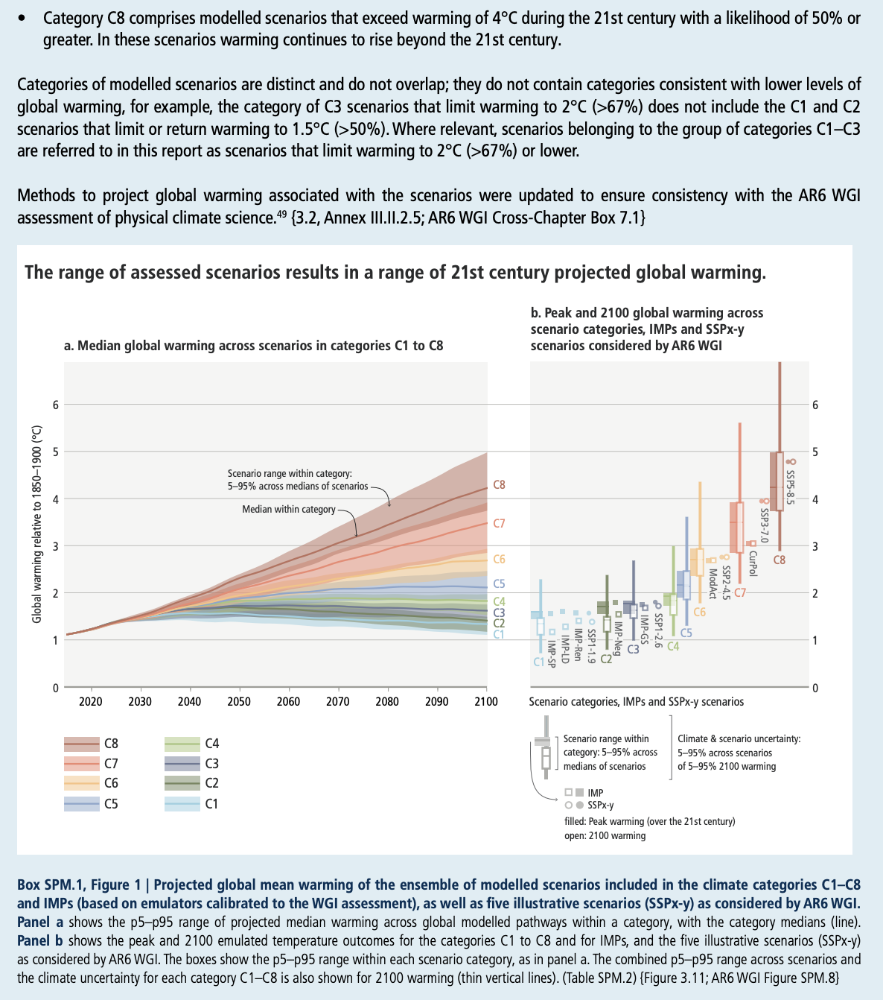 • Category C8 comprises modelled scenarios that exceed warming of 4°C during the 21st century with a likelihood of 50% or
greater. In these scenarios warming continues to rise beyond the 21st century.
Categories of modelled scenarios are distinct and do not overlap; they do not contain categories consistent with lower levels of
global warming, for example, the category of C3 scenarios that limit warming to 2°C (>67%) does not include the C1 and C2
scenarios that limit or return warming to 1.5°C (>50%). Where relevant, scenarios belonging to the group of categories C1–C3
are referred to in this report as scenarios that limit warming to 2°C (>67%) or lower.
Methods to project global warming associated with the scenarios were updated to ensure consistency with the AR6 WGI
assessment of physical climate science.⁴⁹ {3.2, Annex III.II.2.5; AR6 WGI Cross-Chapter Box 7.1}
The range of assessed scenarios results in a range of 21st century projected global warming.
a. Median global warming across scenarios in categories C1 to C8
Global warming relative to 1850–1900 (°C)
6
5
4
3
2
1
0
Scenario range within category:
5–95% across medians of scenarios
Median within category
C8
C7
C6
C5
C4
C3
C2
C1
2020 2030 2040 2050 2060 2070 2080 2090 2100
C8 C4
C7 C3
C6 C2
C5 C1
b. Peak and 2100 global warming across
scenario categories, IMPs and SSPx-y
scenarios considered by AR6 WGI
6
5
4
3
2
1
0
C1
IMP-SP
IMP-LD
IMP-Ren
SSP1-1.9
C2
IMP-Neg
C3
IMP-GS
SSP1-2.6
C4
C5
C6
ModAct
SSP2-4.5
C7
CurPol
SSP3-7.0
C8
SSP5-8.5
Scenario categories, IMPs and SSPx-y scenarios
Scenario range within
category: 5–95% across
medians of scenarios
Climate & scenario uncertainty:
5–95% across scenarios
of 5–95% 2100 warming
IMP
SSPx-y
filled: Peak warming (over the 21st century)
open: 2100 warming
Box SPM.1, Figure 1 | Projected global mean warming of the ensemble of modelled scenarios included in the climate categories C1–C8
and IMPs (based on emulators calibrated to the WGI assessment), as well as five illustrative scenarios (SSPx-y) as considered by AR6 WGI.
Panel a shows the p5–p95 range of projected median warming across global modelled pathways within a category, with the category medians (line).
Panel b shows the peak and 2100 emulated temperature outcomes for the categories C1 to C8 and for IMPs, and the five illustrative scenarios (SSPx-y)
as considered by AR6 WGI. The boxes show the p5–p95 range within each scenario category, as in panel a. The combined p5–p95 range across scenarios and
the climate uncertainty for each category C1–C8 is also shown for 2100 warming (thin vertical lines). (Table SPM.2) {Figure 3.11; AR6 WGI Figure SPM.8}